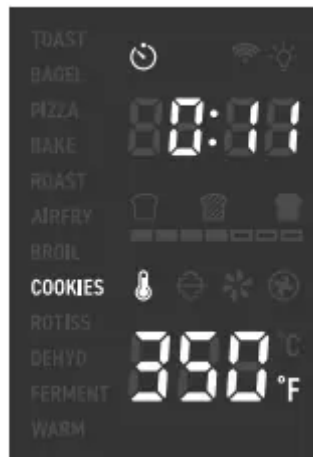 TOAST
BAGEL
PIZZA
BAKE
ROAST
AIRFRY
BROIL
COOKIES
ROTISS
DEHYD
FERMENT
WARM
0:11
°C
350°F